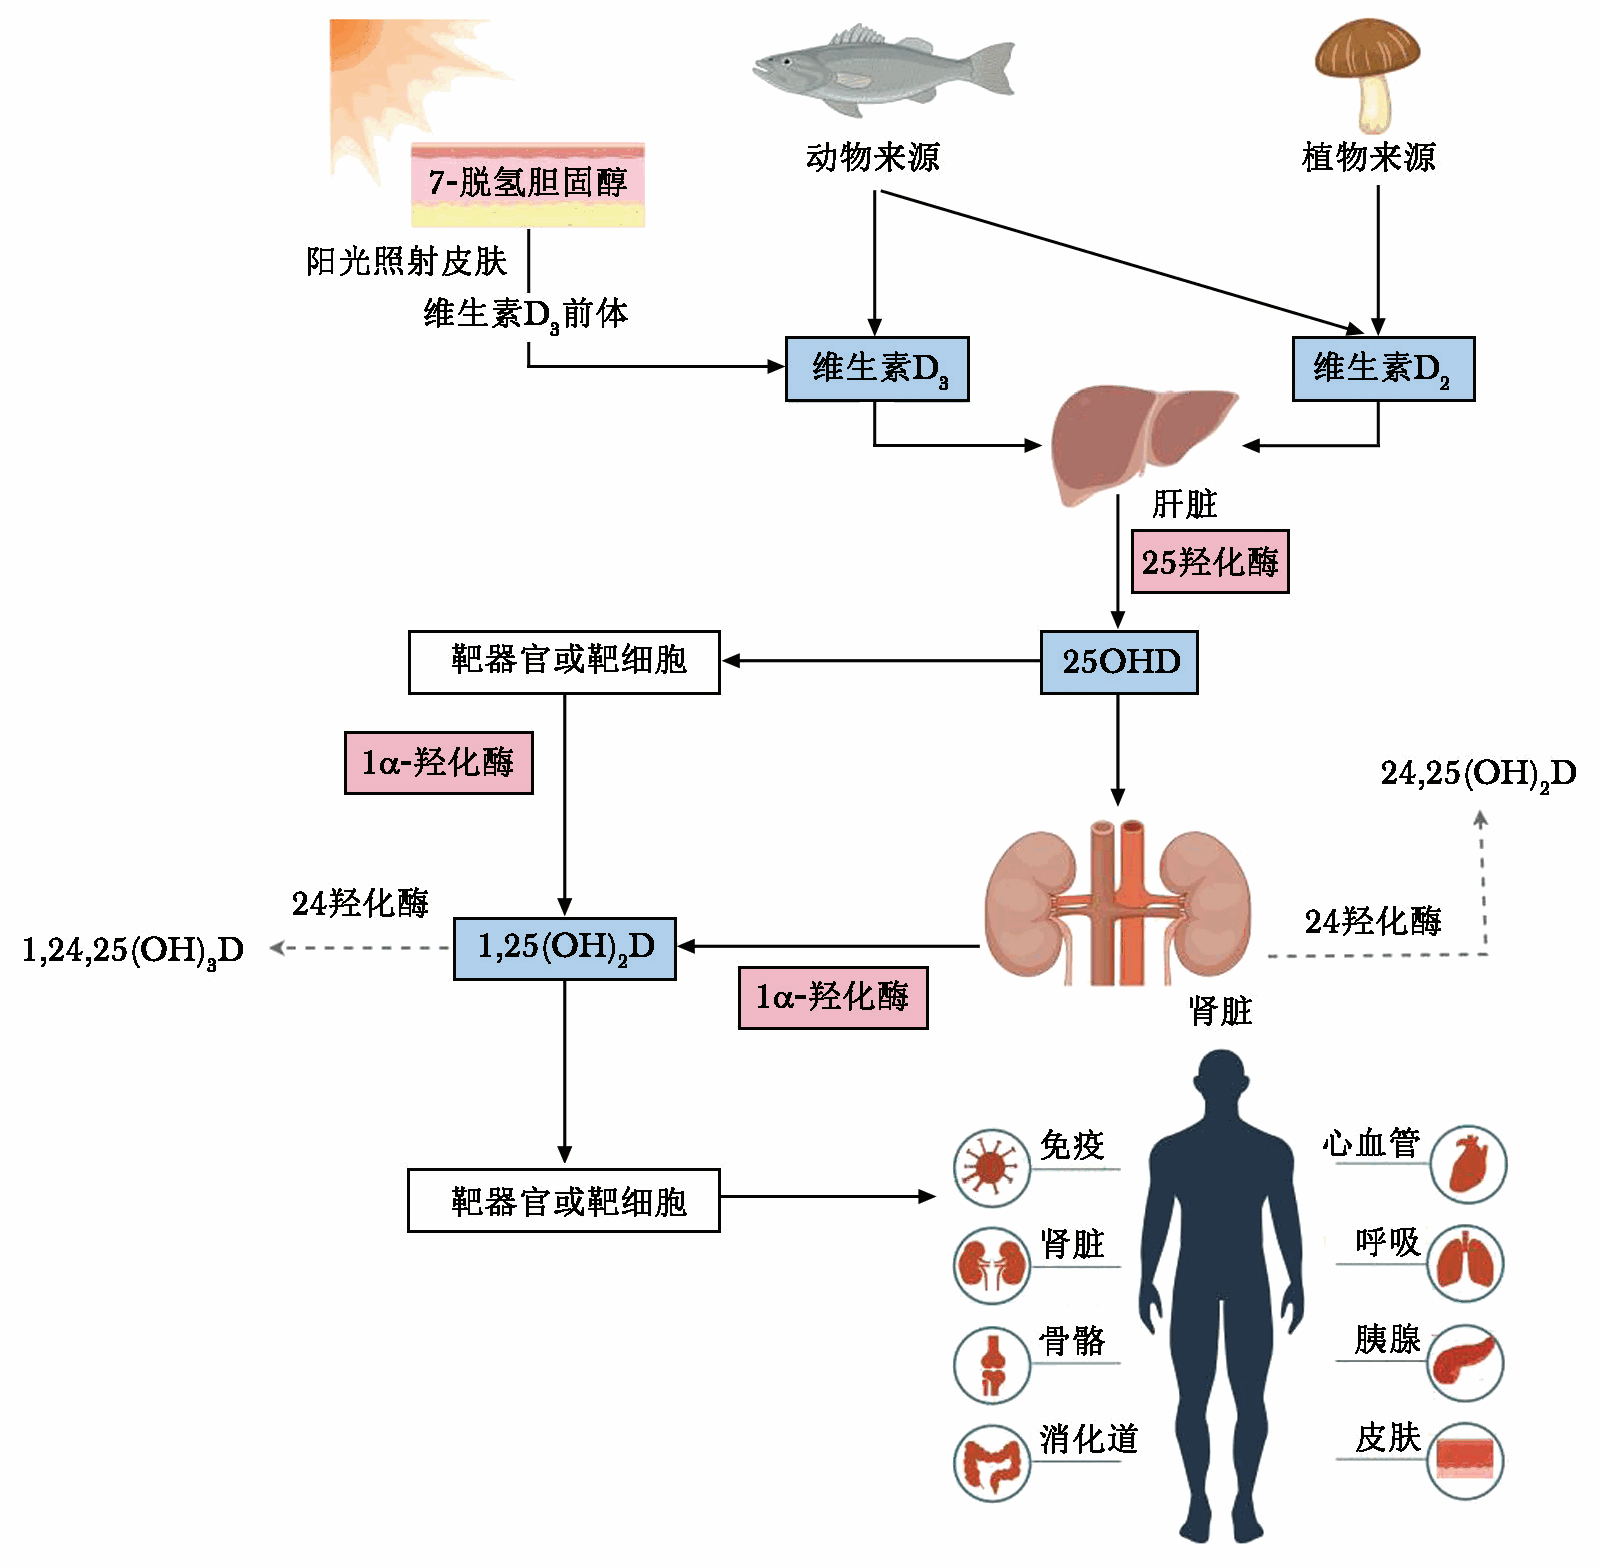 动物来源
植物来源
7-脱氢胆固醇
阳光照射皮肤
维生素D₃前体
维生素D₃
维生素D₂
肝脏
25羟化酶
靶器官或靶细胞
25OHD
1α-羟化酶
24,25(OH)₂D
24羟化酶
24羟化酶
1,24,25(OH)₃D
1,25(OH)₂D
1α-羟化酶
肾脏
免疫
心血管
靶器官或靶细胞
肾脏
呼吸
骨骼
胰腺
消化道
皮肤